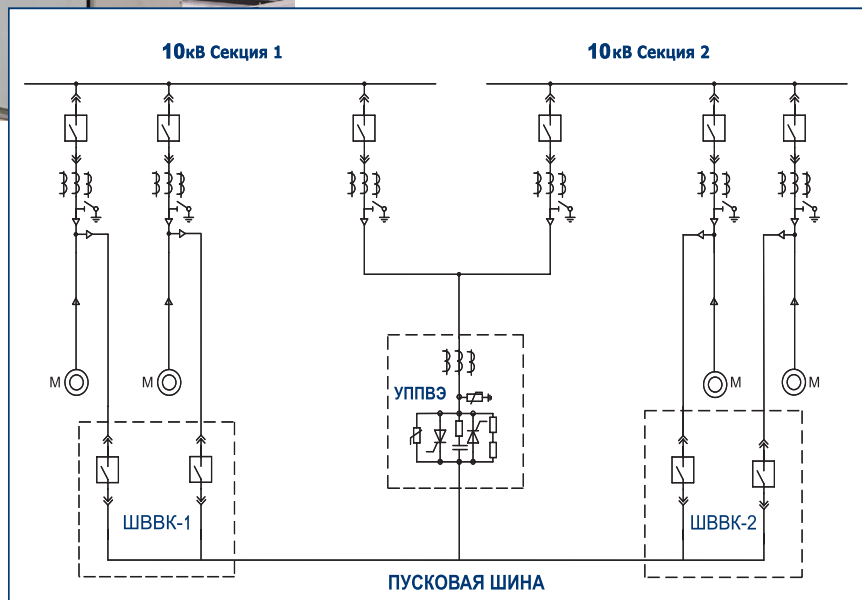 10кВ Секция 1
10кВ Секция 2
М
М
М
М
УППВЭ
ШВВК-1
ШВВК-2
ПУСКОВАЯ ШИНА